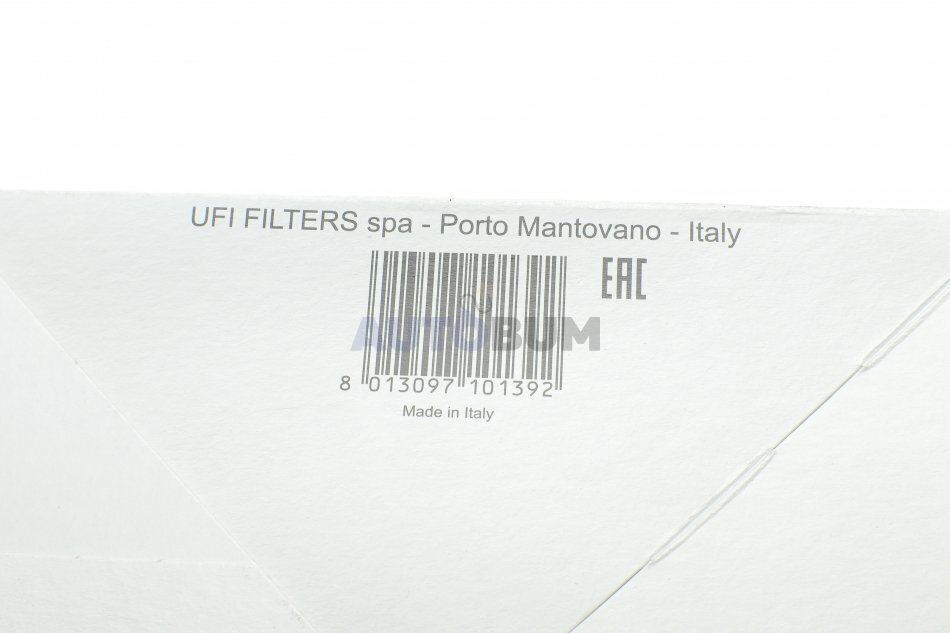 UFI FILTERS spa - Porto Mantovano - Italy
EAC
AUTOBUM
8 013097 101392
Made in Italy